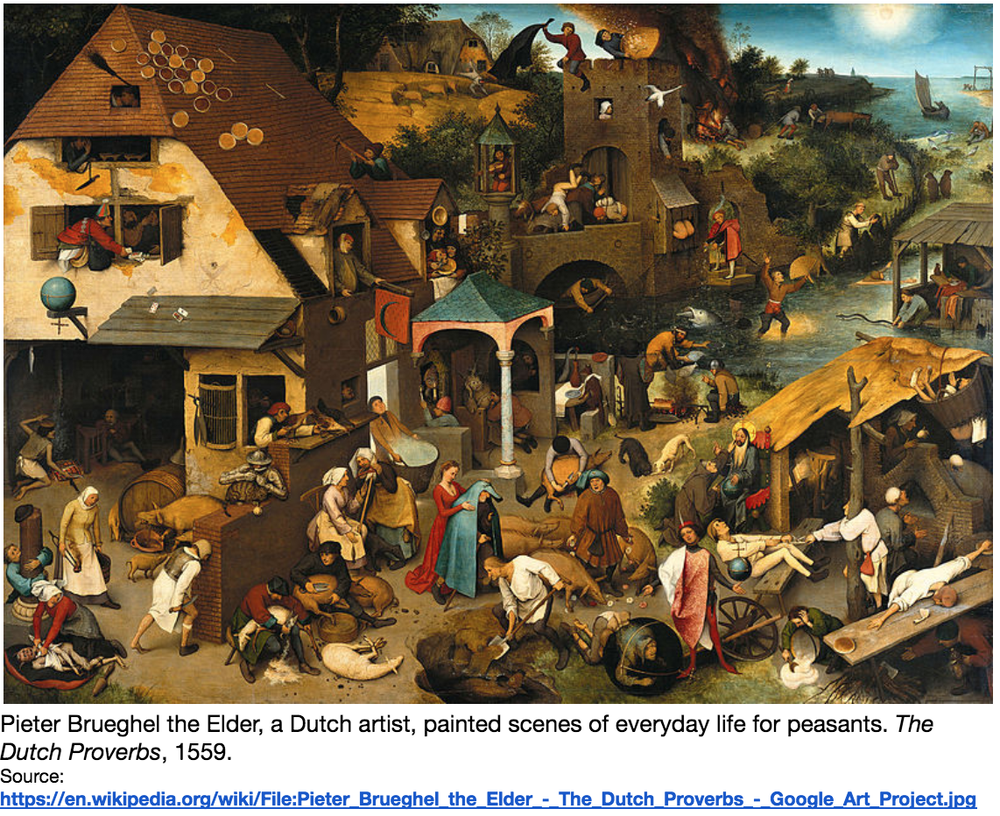 Pieter Brueghel the Elder, a Dutch artist, painted scenes of everyday life for peasants. The
Dutch Proverbs, 1559.
Source:
https://en.wikipedia.org/wiki/File:Pieter_Brueghel_the_Elder_-_The_Dutch_Proverbs_-_Google_Art_Project.jpg